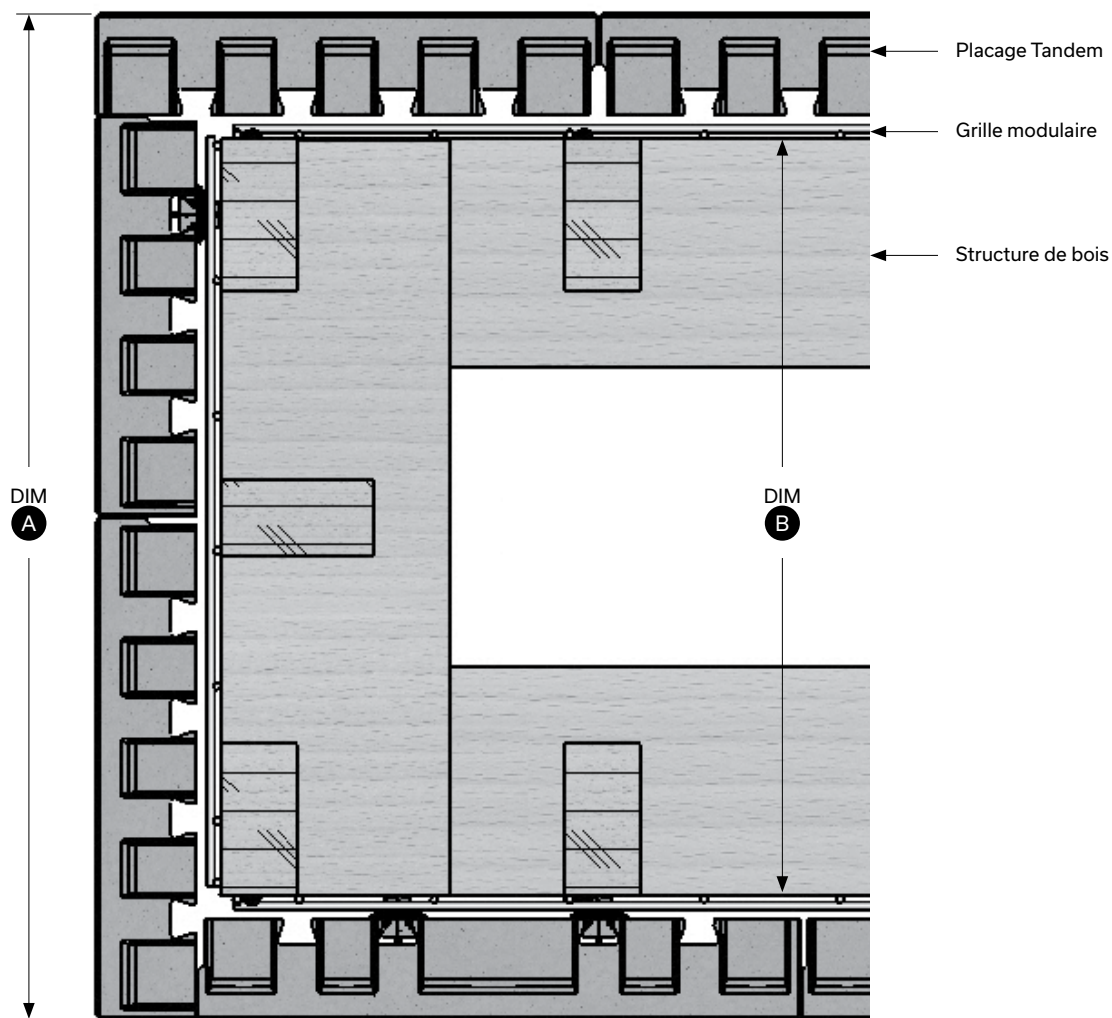 Placage Tandem
Grille modulaire
Structure de bois
DIM
A
DIM
B